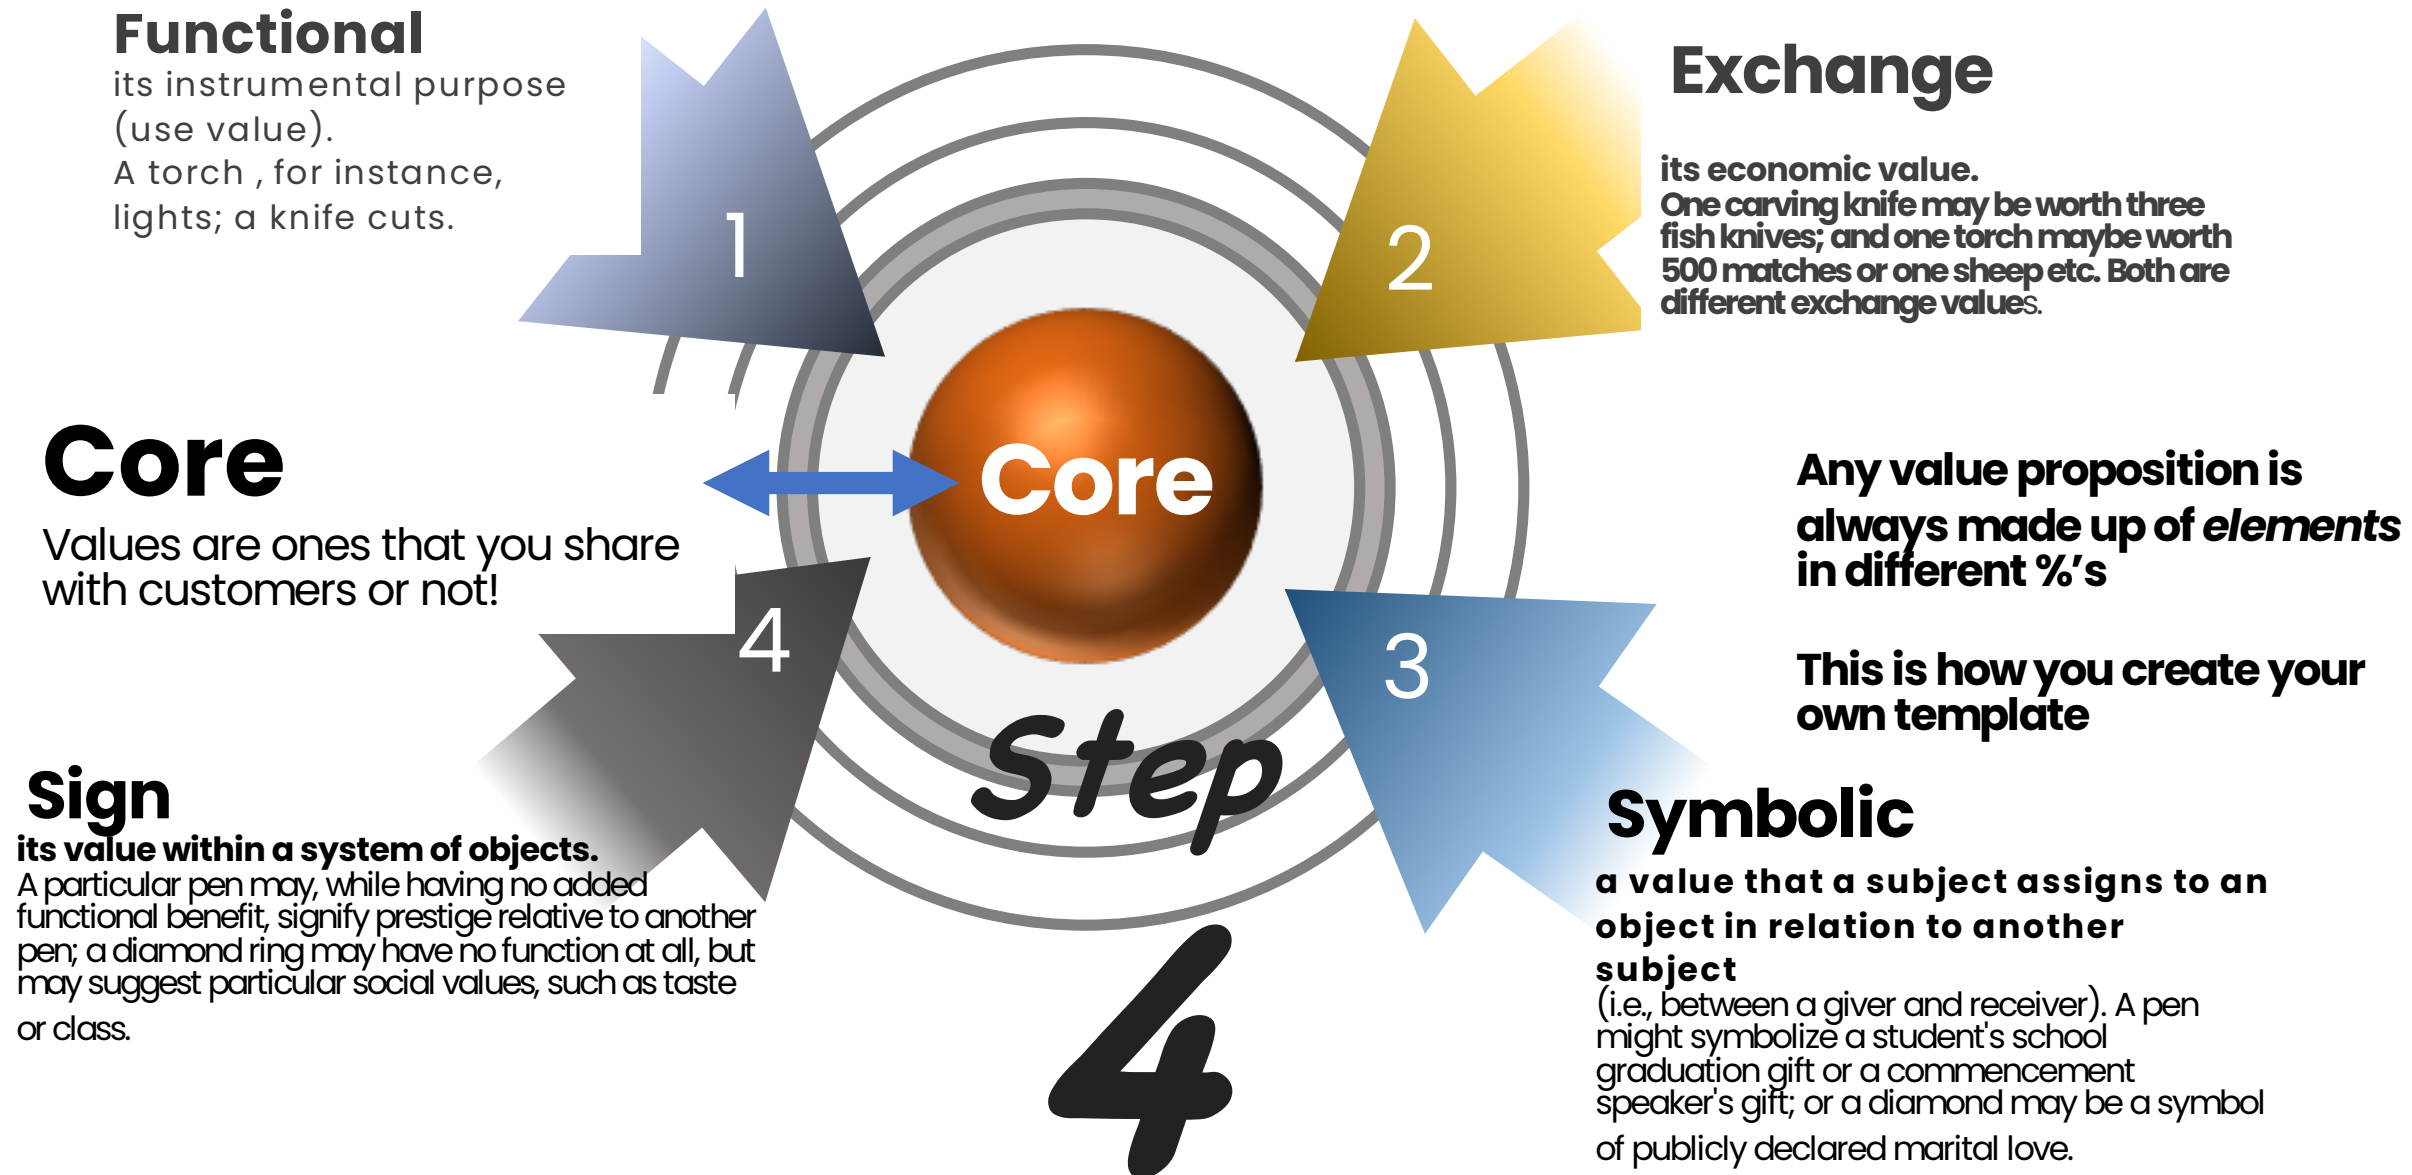 Functional
its instrumental purpose
(use value).
A torch , for instance,
lights; a knife cuts.
1
2
Exchange
its economic value.
One carving knife may be worth three
fish knives; and one torch maybe worth
500 matches or one sheep etc. Both are
different exchange values.
Core
Values are ones that you share
with customers or not!
Core
Any value proposition is
always made up of elements
in different %’s
This is how you create your
own template
4
3
Step
4
Sign
its value within a system of objects.
A particular pen may, while having no added
functional benefit, signify prestige relative to another
pen; a diamond ring may have no function at all, but
may suggest particular social values, such as taste
or class.
Symbolic
a value that a subject assigns to an
object in relation to another
subject
(i.e., between a giver and receiver). A pen
might symbolize a student's school
graduation gift or a commencement
speaker's gift; or a diamond may be a symbol
of publicly declared marital love.